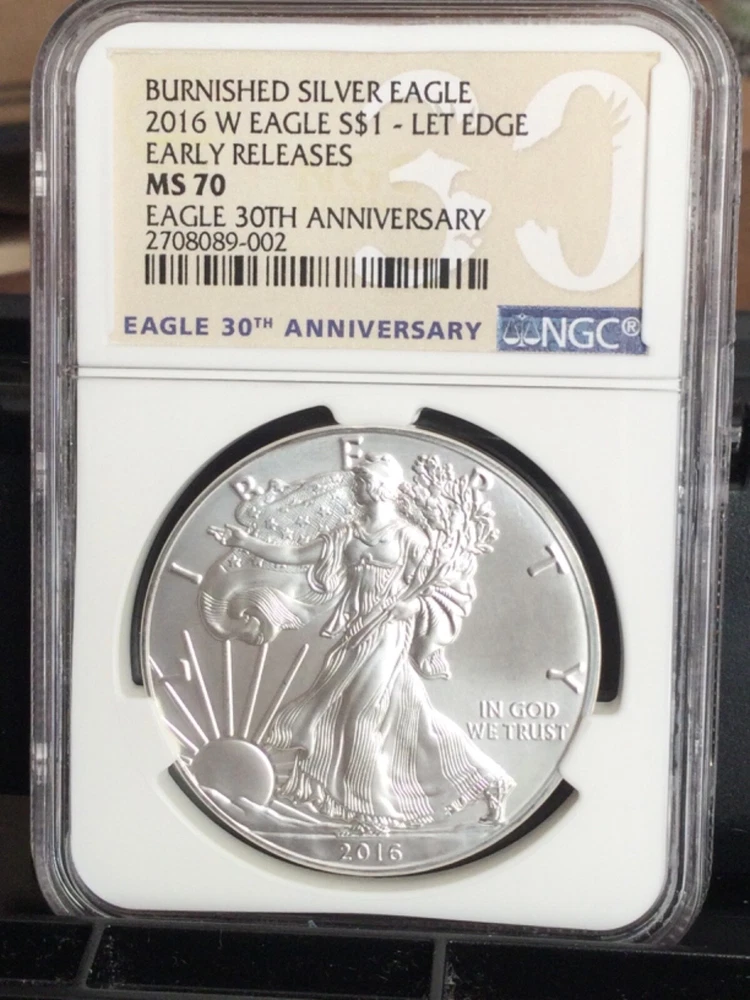 BURNISHED SILVER EAGLE
2016 W EAGLE S$1 - LET EDGE
EARLY RELEASES
MS 70
EAGLE 30TH ANNIVERSARY
2708089-002
30
EAGLE 30TH ANNIVERSARY NGC®
LIBERTY
IN GOD
WE TRUST
2016